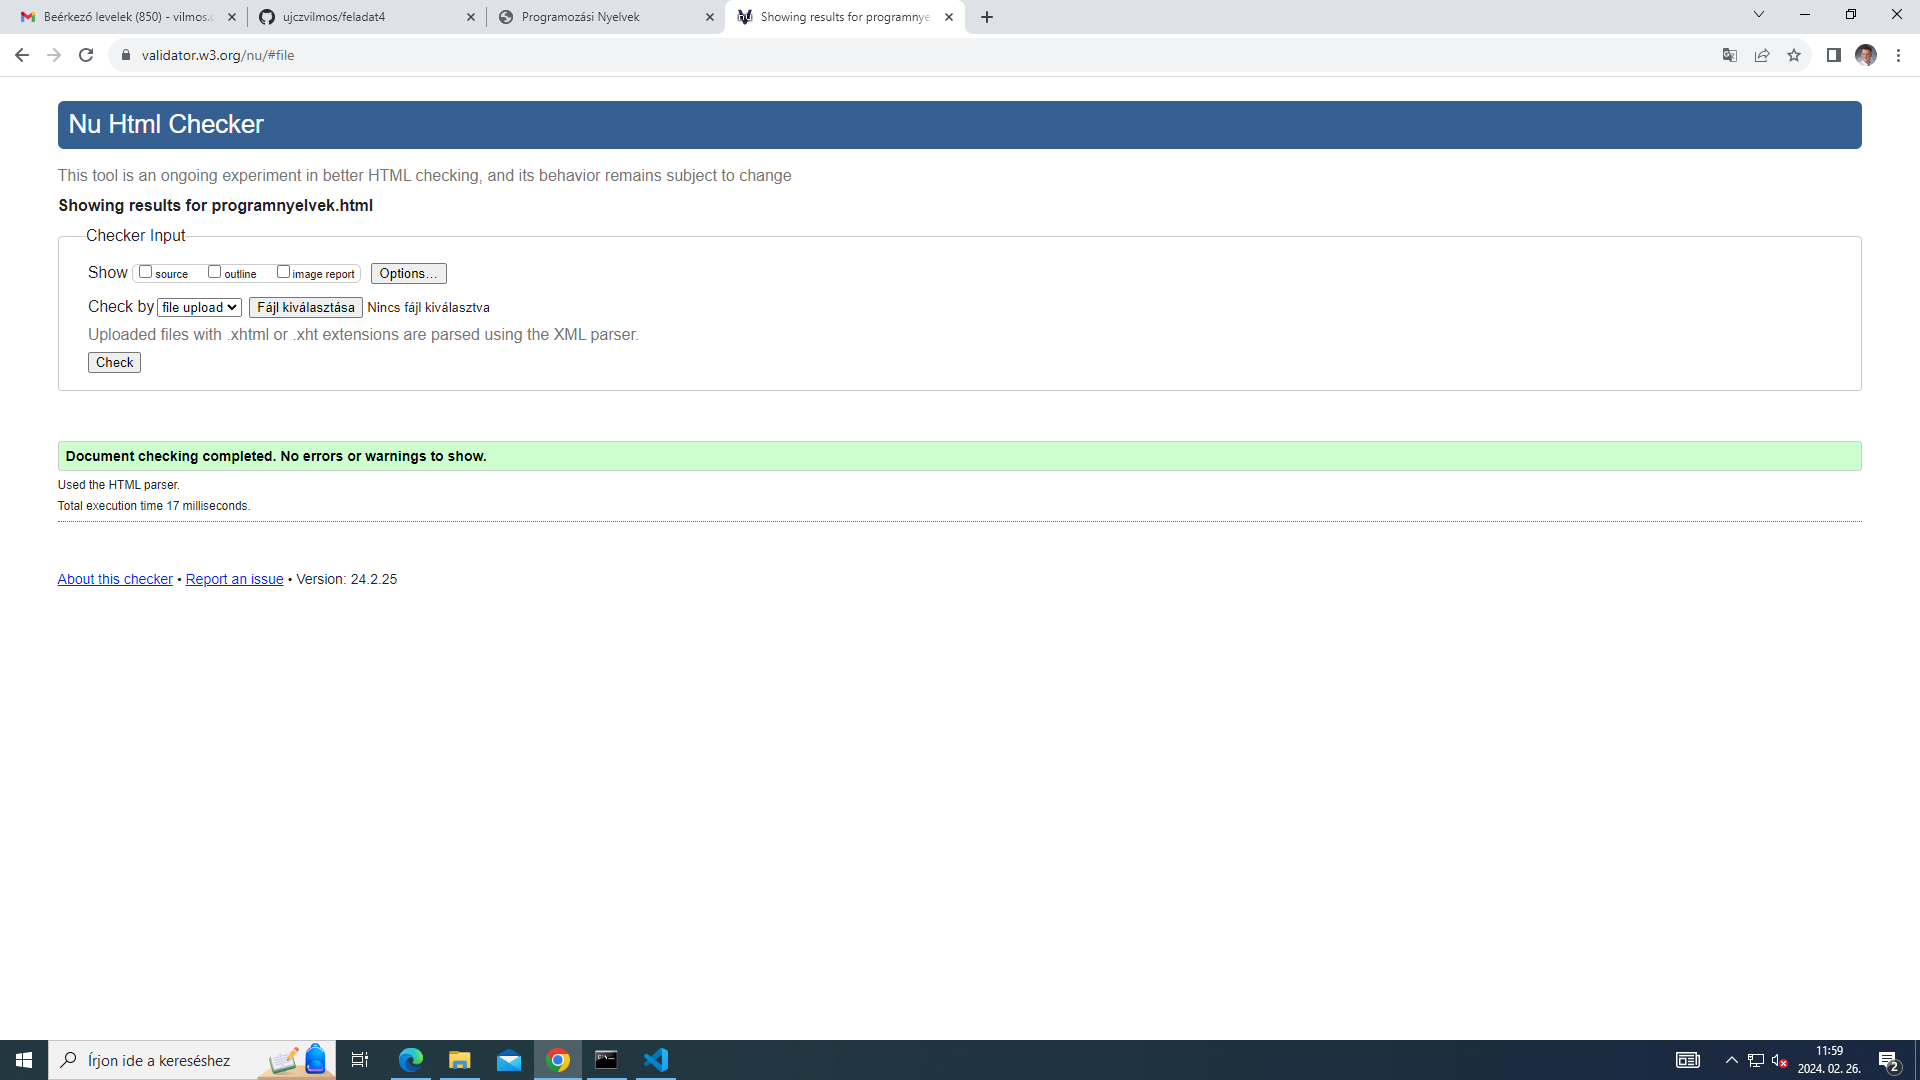 Beérkező levelek (850) - vilmos.u
ujczvilmos/feladat4
Programozási Nyelvek
Showing results for programnye
validator.w3.org/nu/#file
Nu Html Checker
This tool is an ongoing experiment in better HTML checking, and its behavior remains subject to change
Showing results for programnyelvek.html
Checker Input
Show source outline image report Options...
Check by file upload Fájl kiválasztása Nincs fájl kiválasztva
Uploaded files with .xhtml or .xht extensions are parsed using the XML parser.
Check
Document checking completed. No errors or warnings to show.
Used the HTML parser.
Total execution time 17 milliseconds.
About this checker • Report an issue • Version: 24.2.25
Írjon ide a kereséshez
11:59
2024. 02. 26.
2